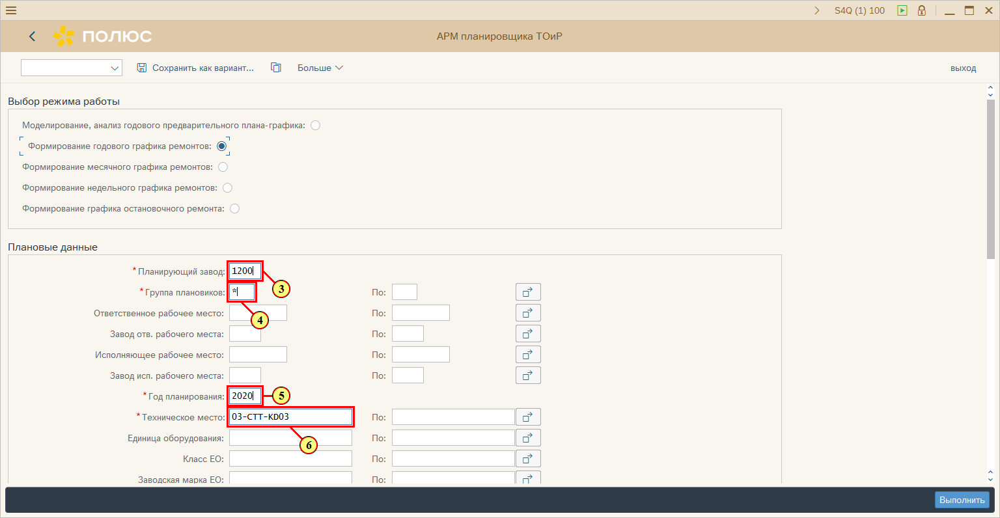 S4Q (1) 100
ПОЛЮС
АРМ планировщика ТОиР
Сохранить как вариант...
Больше
выход
Выбор режима работы
Моделирование, анализ годового предварительного плана-графика:
Формирование годового графика ремонтов:
Формирование месячного графика ремонтов:
Формирование недельного графика ремонтов:
Формирование графика остановочного ремонта:
Плановые данные
* Планирующий завод: 1200
3
* Группа плановиков: * По:
4
Ответственное рабочее место: По:
Завод отв. рабочего места: По:
Исполняющее рабочее место: По:
Завод исп. рабочего места: По:
* Год планирования: 2020 5
* Техническое место: 03-CTT-KD03 По:
Единица оборудования: По:
6
Класс ЕО: По:
Заводская марка ЕО: По:
Выполнить